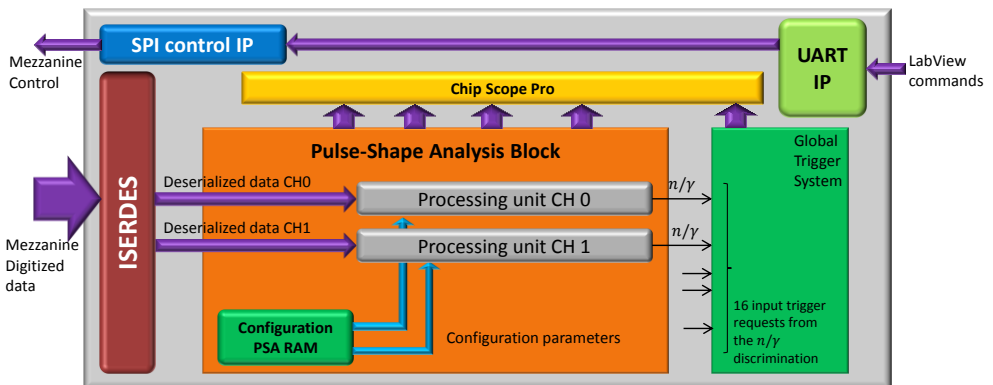 SPI control IP
Mezzanine
Control
UART
IP
LabView
commands
Chip Scope Pro
ISERDES
Pulse-Shape Analysis Block
Global
Trigger
System
Deserialized data CH0
Processing unit CH 0
n/γ
Deserialized data CH1
Processing unit CH 1
n/γ
Mezzanine
Digitized
data
Configuration
PSA RAM
Configuration parameters
16 input trigger
requests from
the n/γ
discrimination